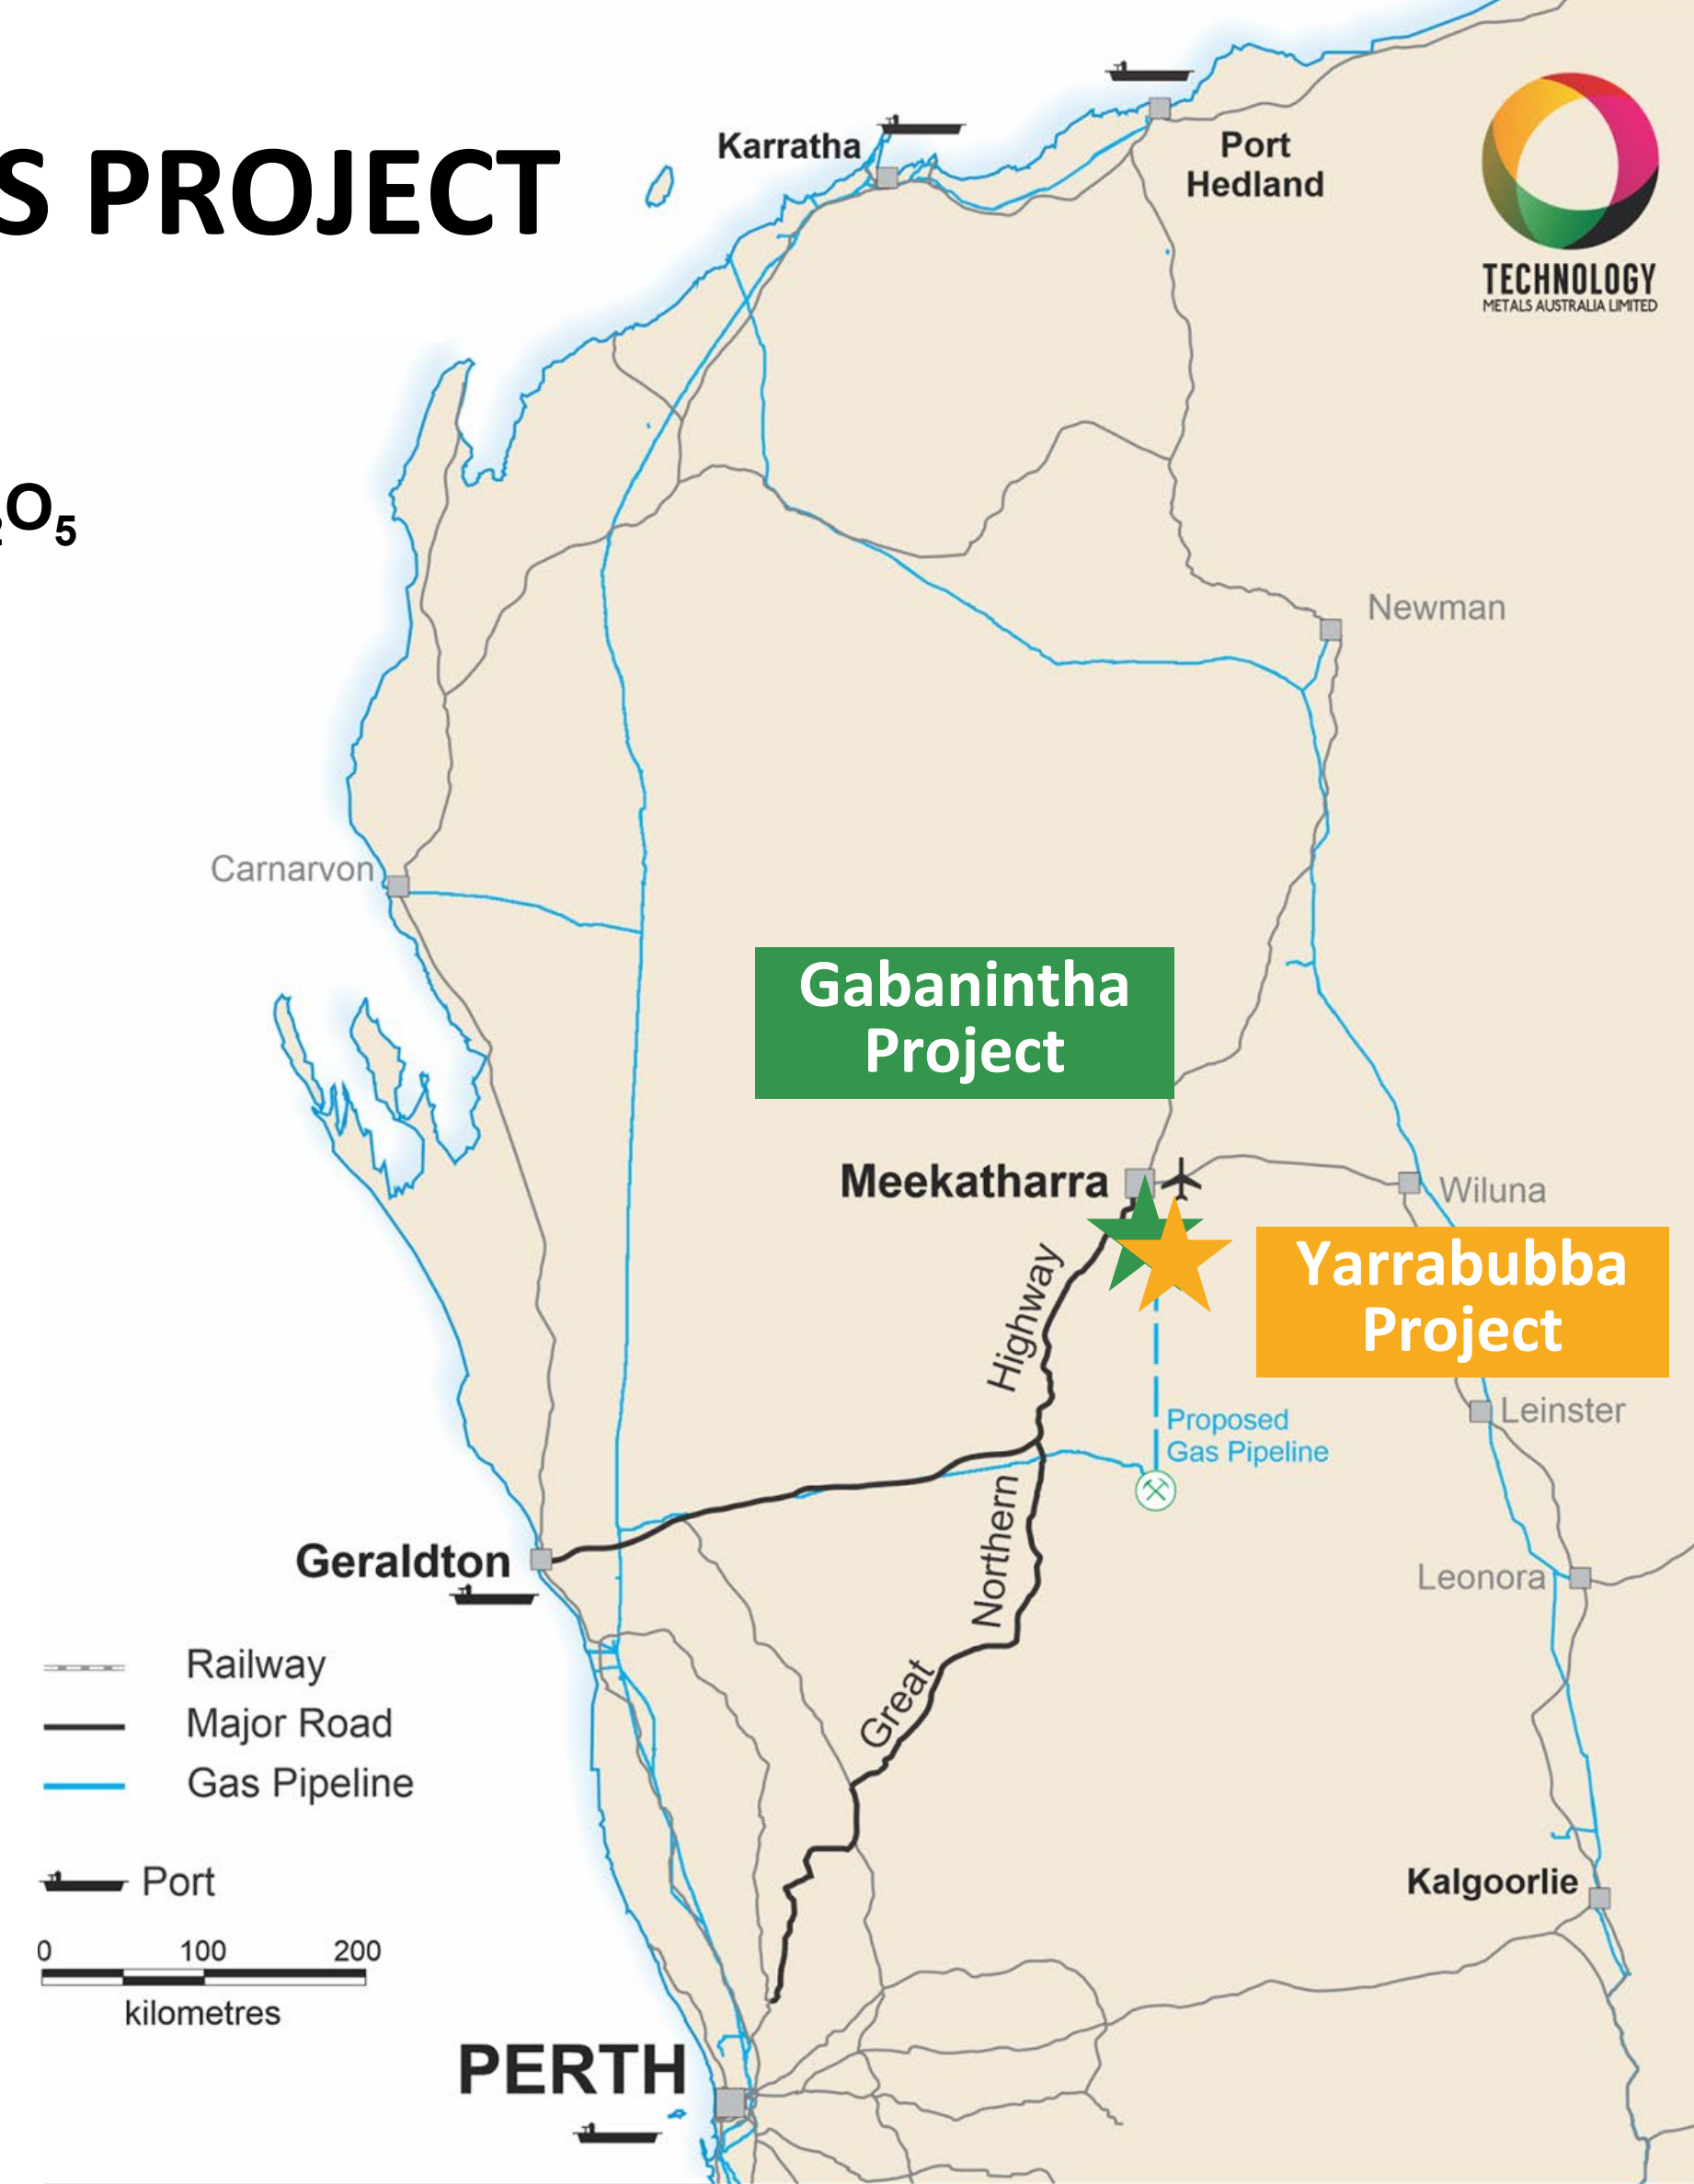 S PROJECT
2O5
Karratha
Port
Hedland
TECHNOLOGY
METALS AUSTRALIA LIMITED
Newman
Carnarvon
Gabanintha
Project
Meekatharra
Wiluna
Yarrabubba
Project
Highway
Leinster
Proposed
Gas Pipeline
Northern
Geraldton
Leonora
Great
Railway
Major Road
Gas Pipeline
Port
Kalgoorlie
0 100 200
kilometres
PERTH